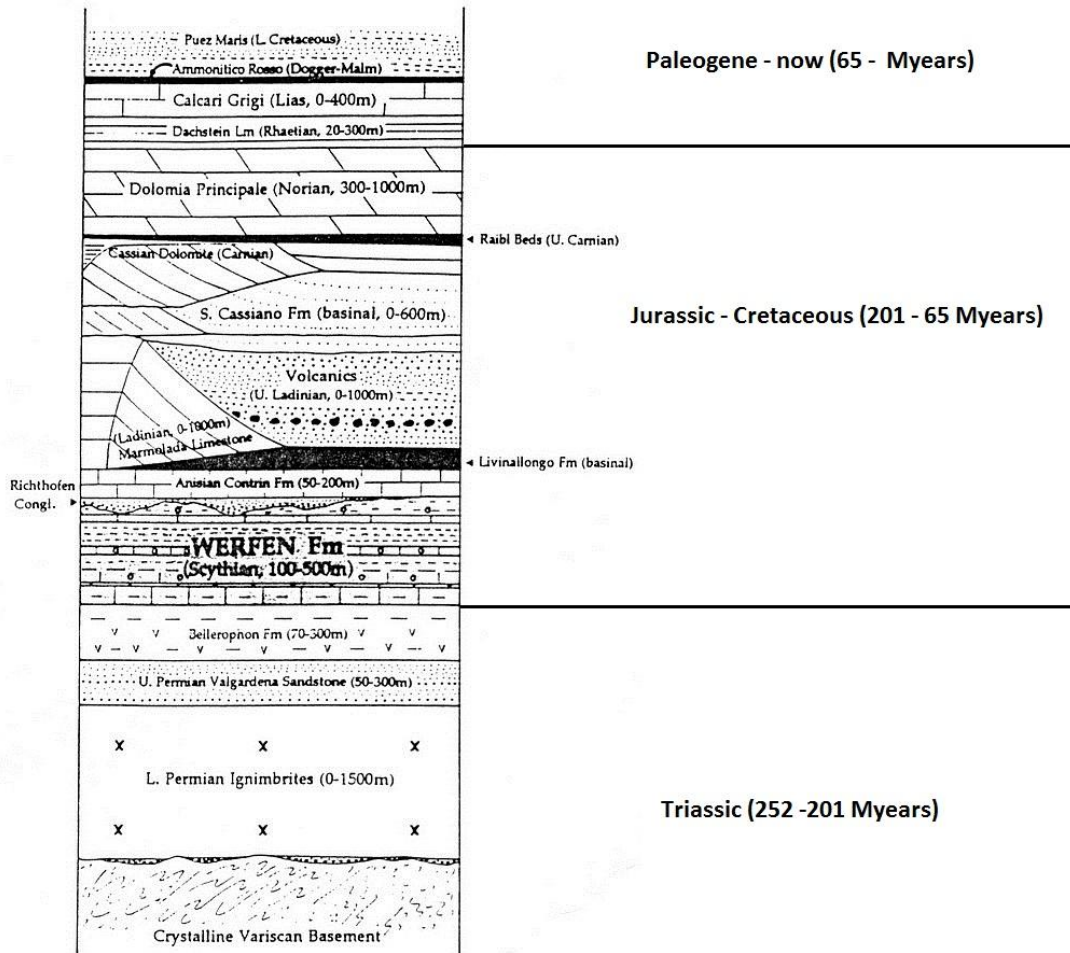 Puez Marls (L. Cretaceous)
Ammonitico Rosso (Dogger-Malm)
Calcari Grigi (Lias, 0-400m)
Dachstein Lm (Rhaetian, 20-300m)
Dolomia Principale (Norian, 300-1000m)
Raibl Beds (U. Carnian)
Cassian Dolomite (Carnian)
S. Cassiano Fm (basinal, 0-600m)
Volcanics
(U. Ladinian, 0-1000m)
(Ladinian, 0-1000m)
Marmolada Limestone
Livinallongo Fm (basinal)
Anisian Contrin Fm (50-200m)
Richthofen
Congl.
WERFEN Fm
(Scythian, 100-500m)
Bellerophon Fm (70-300m)
U. Permian Valgardena Sandstone (50-300m)
x x x
L. Permian Ignimbrites (0-1500m)
x x x
Crystalline Variscan Basement
Paleogene - now (65 - Myears)
Jurassic - Cretaceous (201 - 65 Myears)
Triassic (252 -201 Myears)